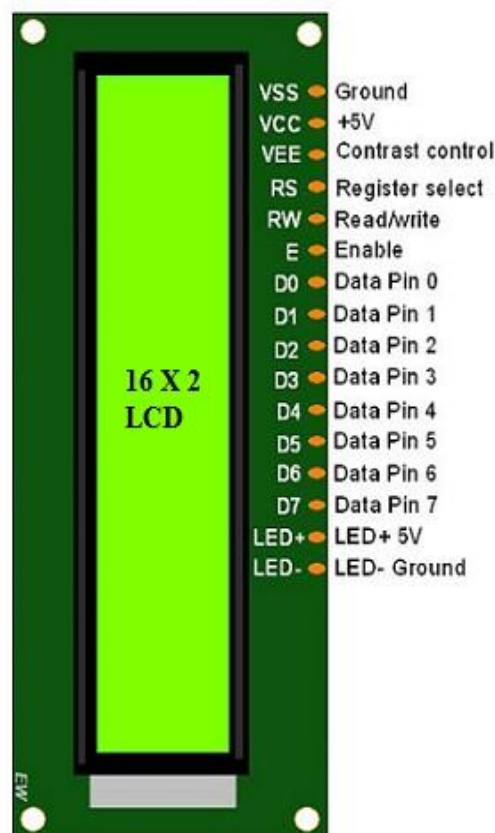 VSS Ground
VCC +5V
VEE Contrast control
RS Register select
RW Read/write
E Enable
D0 Data Pin 0
D1 Data Pin 1
D2 Data Pin 2
D3 Data Pin 3
D4 Data Pin 4
D5 Data Pin 5
D6 Data Pin 6
D7 Data Pin 7
LED+ LED+ 5V
LED- LED- Ground
16 X 2
LCD
EW